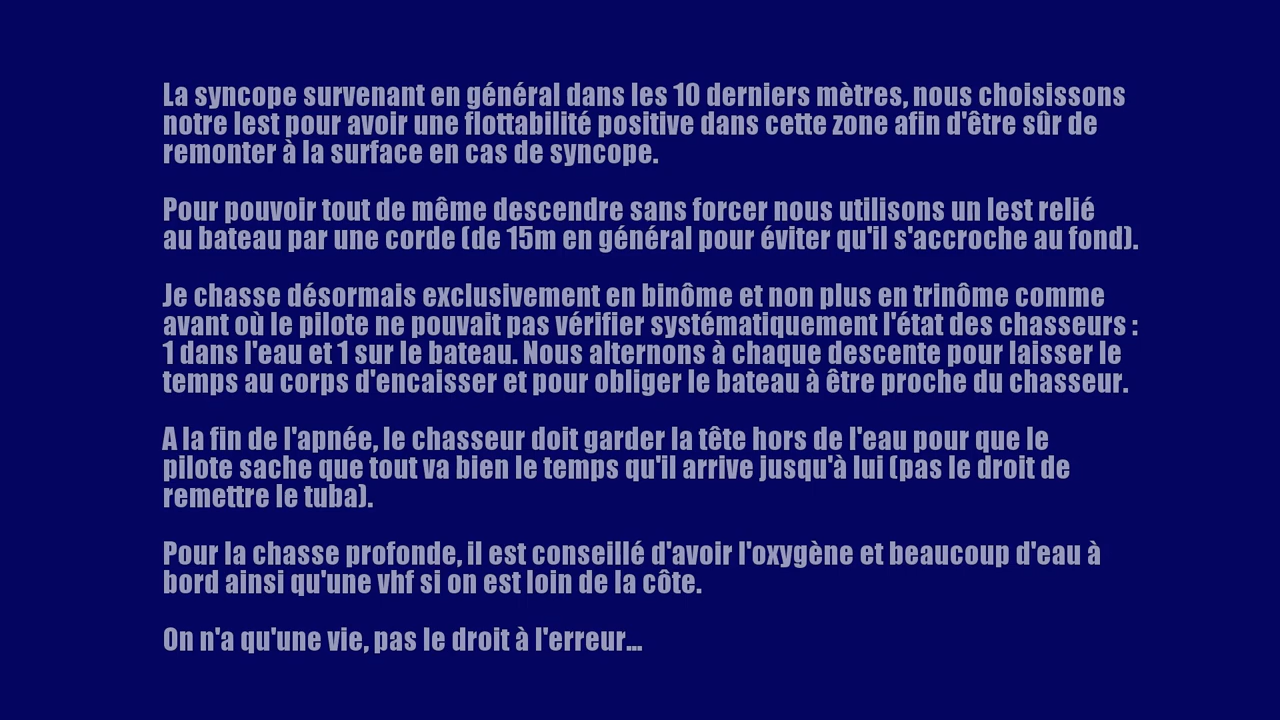 La syncope survenant en général dans les 10 derniers mètres, nous choisissons
notre lest pour avoir une flottabilité positive dans cette zone afin d'être sûr de
remonter à la surface en cas de syncope.
Pour pouvoir tout de même descendre sans forcer nous utilisons un lest relié
au bateau par une corde (de 15m en général pour éviter qu'il s'accroche au fond).
Je chasse désormais exclusivement en binôme et non plus en trinôme comme
avant où le pilote ne pouvait pas vérifier systématiquement l'état des chasseurs :
1 dans l'eau et 1 sur le bateau. Nous alternons à chaque descente pour laisser le
temps au corps d'encaisser et pour obliger le bateau à être proche du chasseur.
A la fin de l'apnée, le chasseur doit garder la tête hors de l'eau pour que le
pilote sache que tout va bien le temps qu'il arrive jusqu'à lui (pas le droit de
remettre le tuba).
Pour la chasse profonde, il est conseillé d'avoir l'oxygène et beaucoup d'eau à
bord ainsi qu'une vhf si on est loin de la côte.
On n'a qu'une vie, pas le droit à l'erreur...